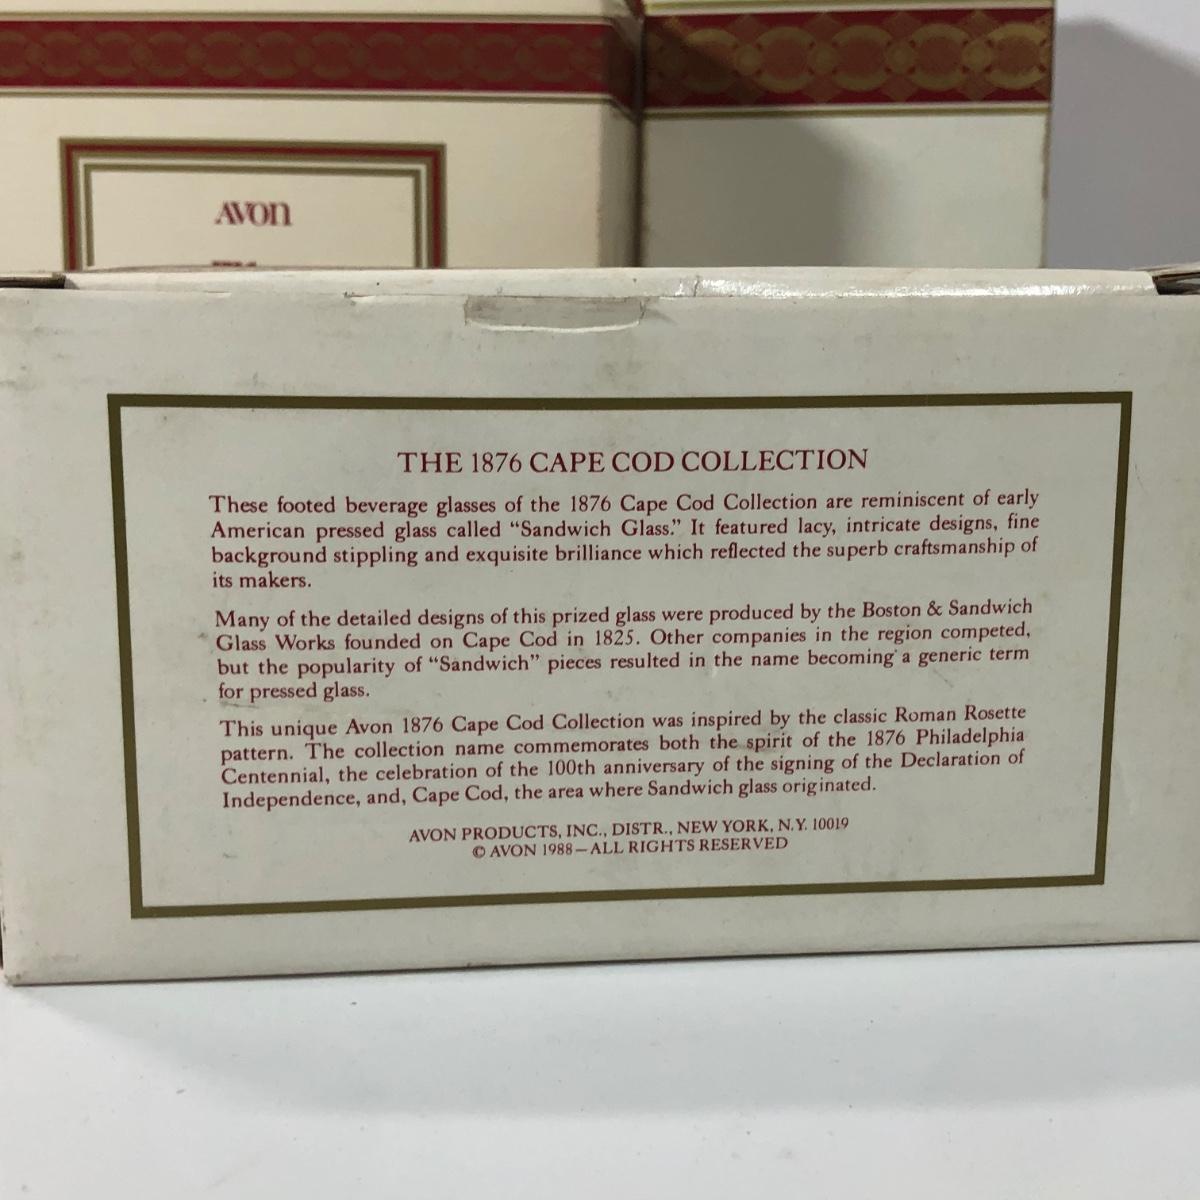 AVON
THE 1876 CAPE COD COLLECTION
These footed beverage glasses of the 1876 Cape Cod Collection are reminiscent of early
American pressed glass called “Sandwich Glass.” It featured lacy, intricate designs, fine
background stippling and exquisite brilliance which reflected the superb craftsmanship of
its makers.
Many of the detailed designs of this prized glass were produced by the Boston & Sandwich
Glass Works founded on Cape Cod in 1825. Other companies in the region competed,
but the popularity of “Sandwich” pieces resulted in the name becoming a generic term
for pressed glass.
This unique Avon 1876 Cape Cod Collection was inspired by the classic Roman Rosette
pattern. The collection name commemorates both the spirit of the 1876 Philadelphia
Centennial, the celebration of the 100th anniversary of the signing of the Declaration of
Independence, and, Cape Cod, the area where Sandwich glass originated.
AVON PRODUCTS, INC., DISTR., NEW YORK, N.Y. 10019
© AVON 1988—ALL RIGHTS RESERVED